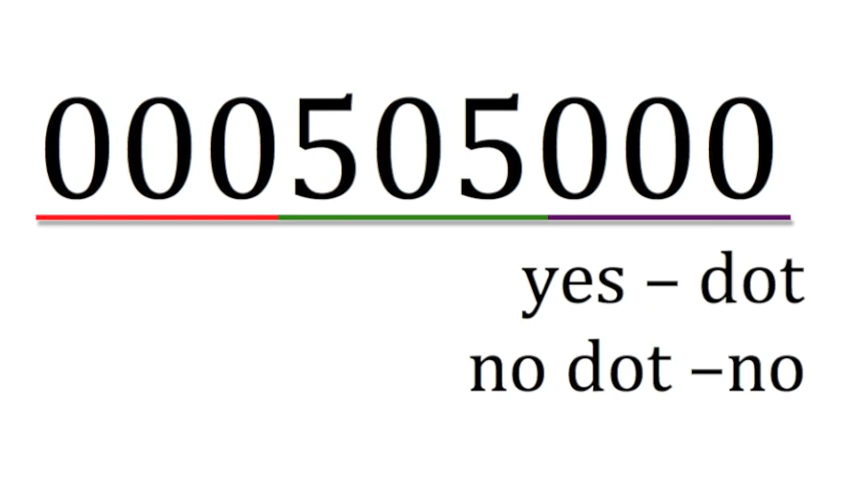 000505000
yes – dot
no dot –no